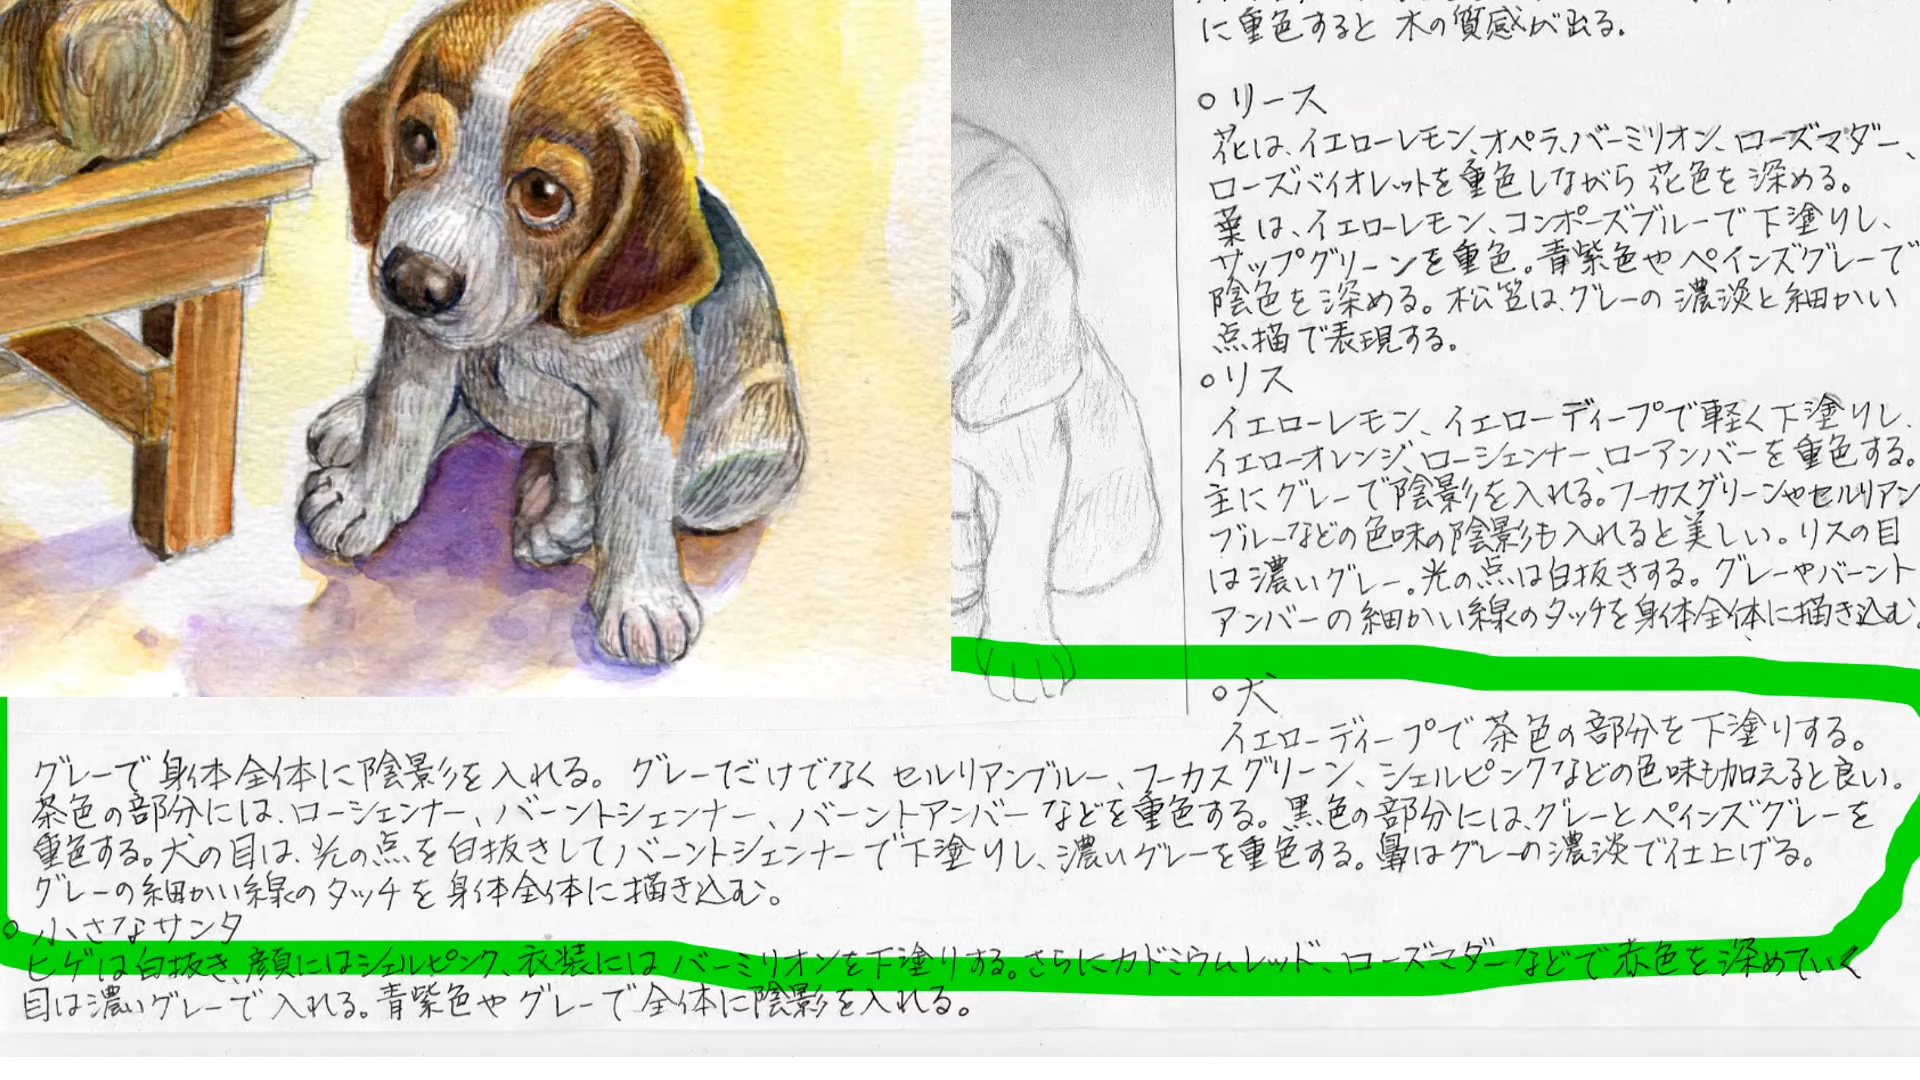 に重色すると 木の質感が出る。
○リース
花は、イエローレモン、オペラ、バーミリオン、ローズマダー、
ローズバイオレットを重色しながら花色を深める。
葉は、イエローレモン、コンポーズブルーで下塗りし、
サップグリーンを重色。青紫色やペインズグレーで
陰色を深める。松笠は、グレーの濃淡と細かい
点描で表現する。
○リス
イエローレモン、イエローディープで軽く下塗りし、
イエローオレンジ、ローシェンナー、ローアンバーを重色する。
主にグレーで陰影を入れる。フーカスグリーンやセルリアン
ブルーなどの色味の陰影も入れると美しい。リスの目
は濃いグレー。光の点は白抜きする。グレーやバーント
アンバーの細かい線のタッチを身体全体に描き込む。
○犬
イエローディープで茶色の部分を下塗りする。
グレーで身体全体に陰影を入れる。グレーてだけでなくセルリアンブルー、フーカスグリーン、シェルピンクなどの色味も加えると良い。
茶色の部分には、ローシェンナー、バーントシェンナー、バーントアンバーなどを重色する。黒色の部分には、グレーとペインズグレーを
重色する。犬の目は、光の点を白抜きしてバーントシェンナーで下塗りし、濃いグレーを重色する。鼻はグレーの濃淡で仕上げる。
グレーの細かい線のタッチを身体全体に描き込む。
○小さなサンタ
ヒゲは白抜き、顔にはシェルピンク、衣装にはバーミリオンを下塗りする。さらにカドミウムレッド、ローズマダーなどで赤色を深めていく
目は濃いグレーで入れる。青紫色やグレーで全体に陰影を入れる。